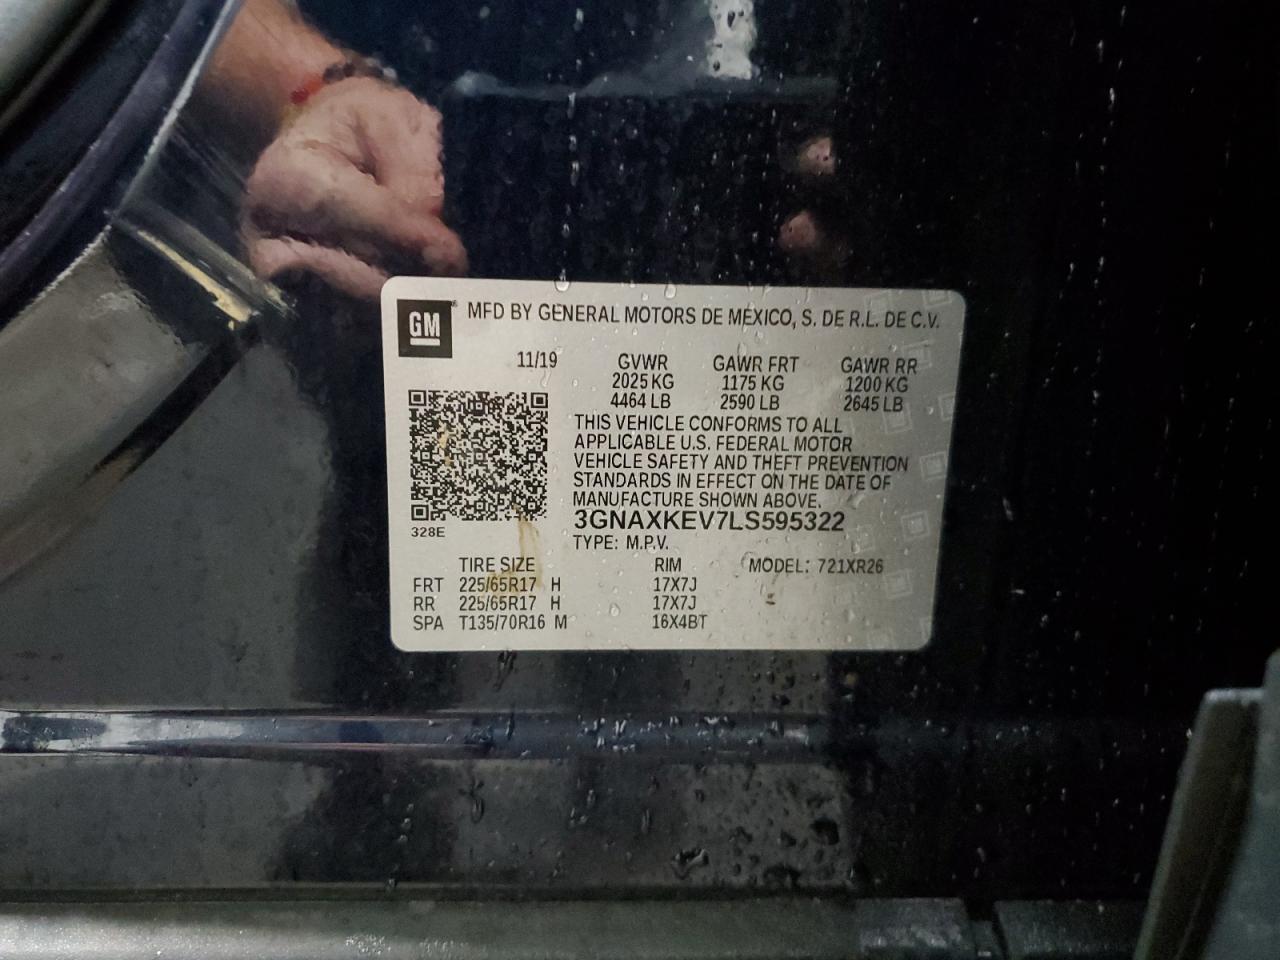 GM
MFD BY GENERAL MOTORS DE MEXICO, S. DE R.L. DE C.V.
11/19 GVWR GAWR FRT GAWR RR
2025 KG 1175 KG 1200 KG
4464 LB 2590 LB 2645 LB
THIS VEHICLE CONFORMS TO ALL
APPLICABLE U.S. FEDERAL MOTOR
VEHICLE SAFETY AND THEFT PREVENTION
STANDARDS IN EFFECT ON THE DATE OF
MANUFACTURE SHOWN ABOVE.
3GNAXKEV7LS595322
328E
TYPE: M.P.V.
TIRE SIZE RIM MODEL: 721XR26
FRT 225/65R17 H 17X7J
RR 225/65R17 H 17X7J
SPA T135/70R16 M 16X4BT